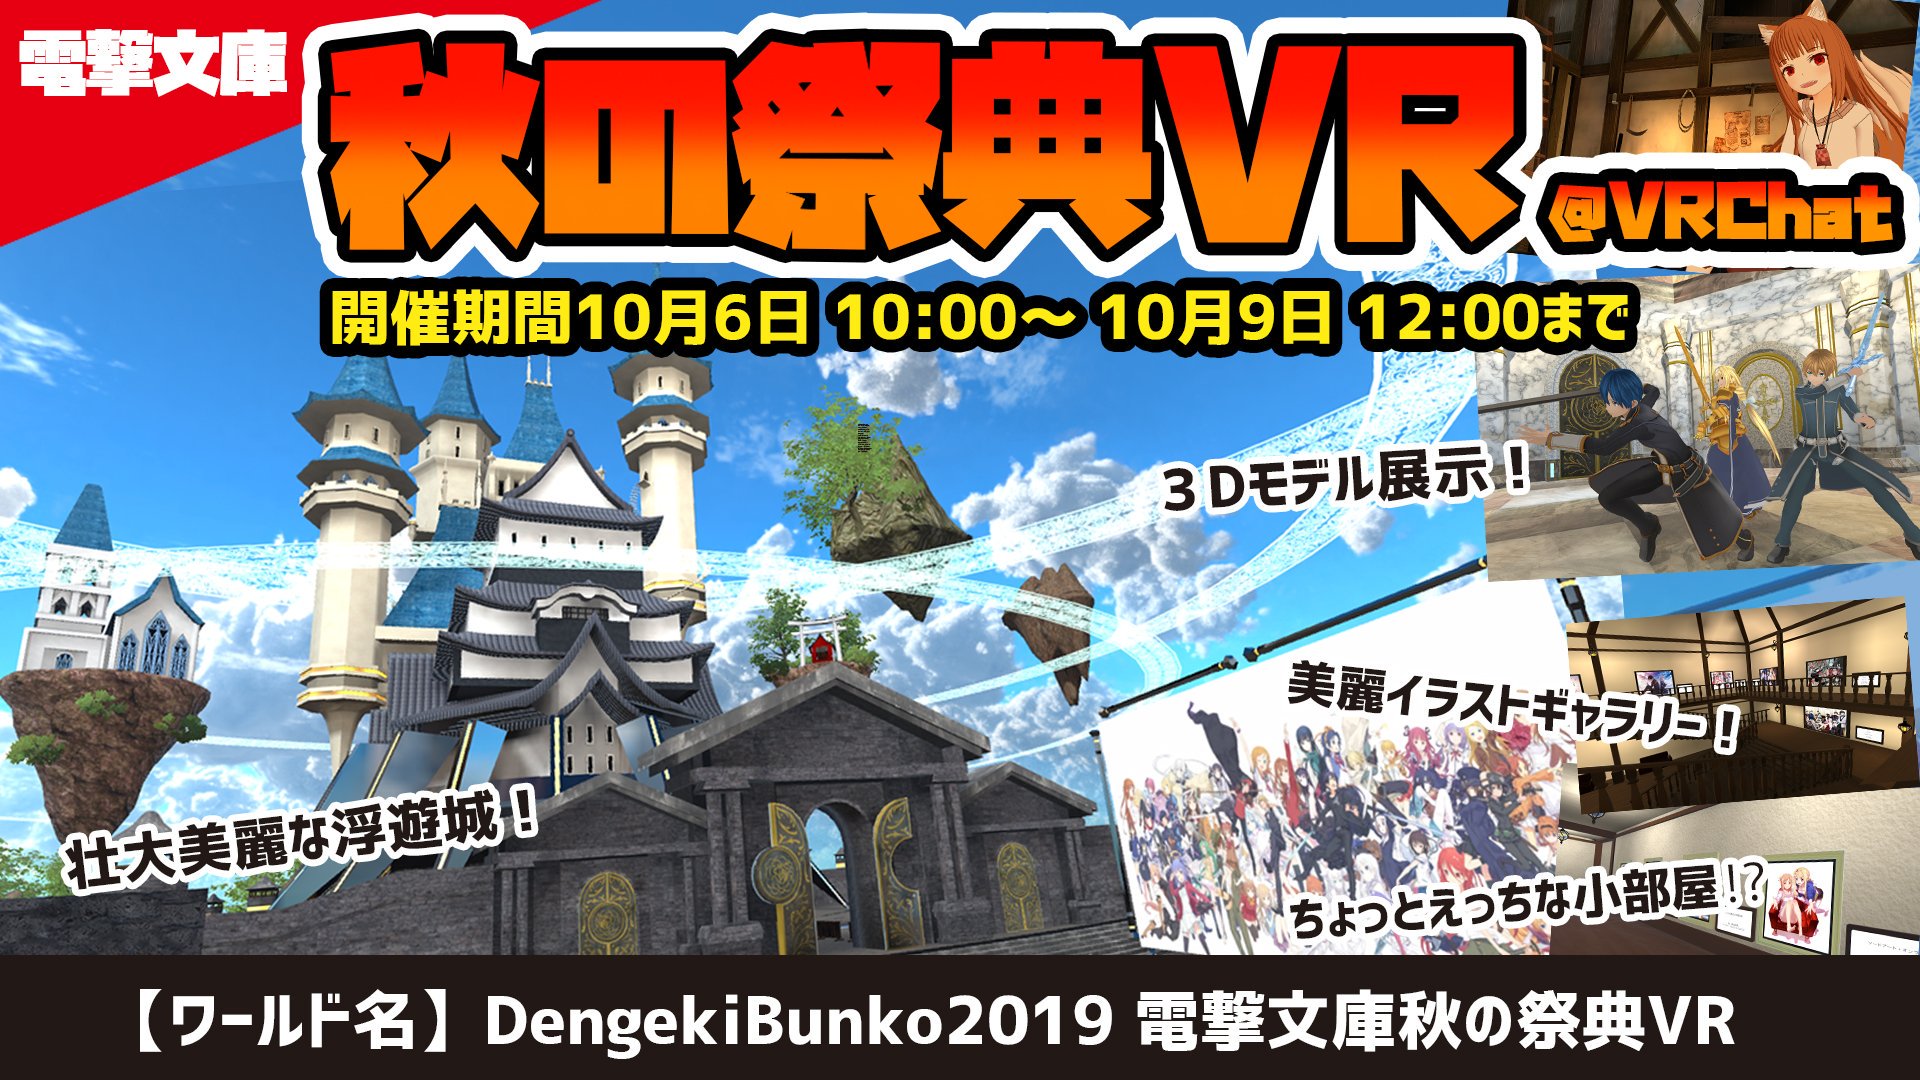 電撃文庫
秋の祭典VR
@VRChat
開催期間10月6日 10:00～ 10月9日 12:00まで
３Dモデル展示！
美麗イラストギャラリー！
壮大美麗な浮遊城！
ちょっとえっちな小部屋⁉
【ワールド名】DengekiBunko2019 電撃文庫秋の祭典VR